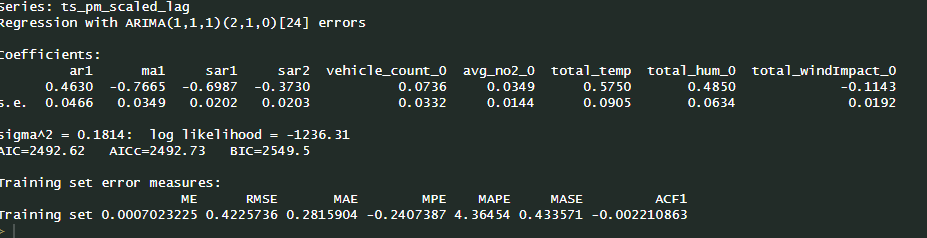 Series: ts_pm_scaled_lag
Regression with ARIMA(1,1,1)(2,1,0)[24] errors
Coefficients:
ar1 ma1 sar1 sar2 vehicle_count_0 avg_no2_0 total_temp total_hum_0 total_windImpact_0
0.4630 -0.7665 -0.6987 -0.3730 0.0736 0.0349 0.5750 0.4850 -0.1143
s.e. 0.0466 0.0349 0.0202 0.0203 0.0332 0.0144 0.0905 0.0634 0.0192
sigma^2 = 0.1814: log likelihood = -1236.31
AIC=2492.62 AICc=2492.73 BIC=2549.5
Training set error measures:
ME RMSE MAE MPE MAPE MASE ACF1
Training set 0.0007023225 0.4225736 0.2815904 -0.2407387 4.36454 0.433571 -0.002210863
>